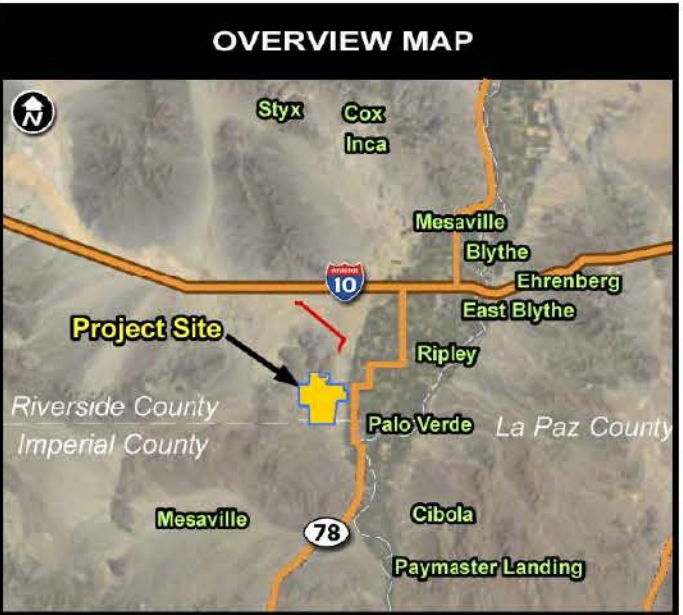 OVERVIEW MAP
N
Styx
Cox
Inca
Mesaville
Blythe
Ehrenberg
East Blythe
10
Project Site
Ripley
Riverside County
Imperial County
Palo Verde
La Paz County
Mesaville
78
Cibola
Paymaster Landing